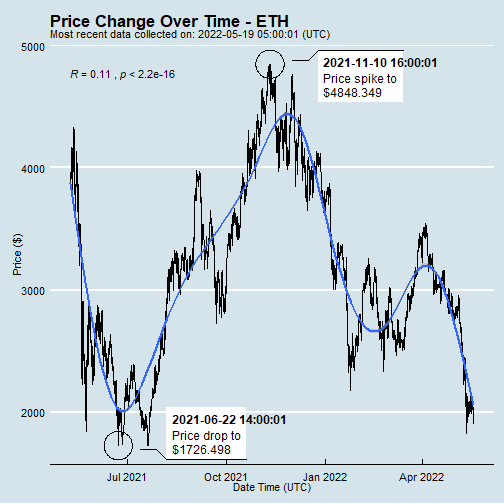 Price Change Over Time - ETH
Most recent data collected on: 2022-05-19 05:00:01 (UTC)
R = 0.11 , p < 2.2e-16
2021-11-10 16:00:01
Price spike to
$4848.349
5000
4000
3000
2000
Price ($)
2021-06-22 14:00:01
Price drop to
$1726.498
Jul 2021
Oct 2021
Jan 2022
Apr 2022
Date Time (UTC)